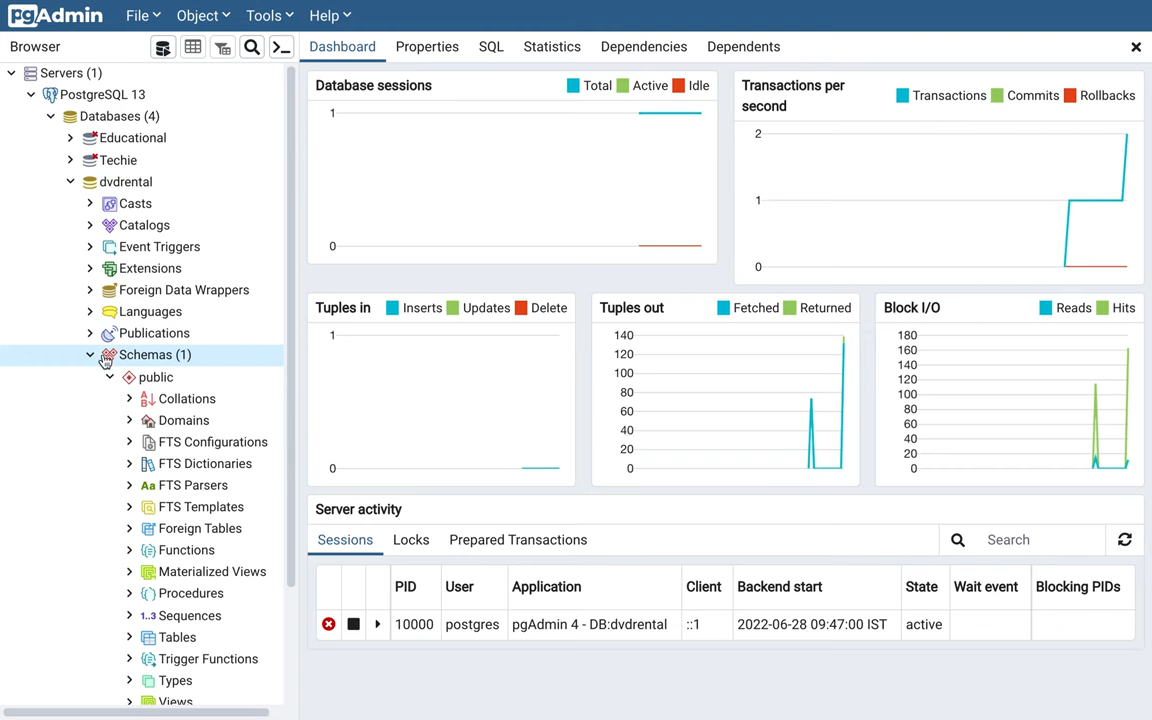 pgAdmin File Object Tools Help
Browser
Dashboard Properties SQL Statistics Dependencies Dependents
Servers (1)
PostgreSQL 13
Databases (4)
Educational
Techie
dvdrental
Casts
Catalogs
Event Triggers
Extensions
Foreign Data Wrappers
Languages
Publications
Schemas (1)
public
Collations
Domains
FTS Configurations
FTS Dictionaries
Aa FTS Parsers
FTS Templates
Foreign Tables
Functions
Materialized Views
Procedures
1..3 Sequences
Tables
Trigger Functions
Types
Views
Database sessions Total Active Idle
1
0
Transactions per
second
Transactions Commits Rollbacks
2
1
0
Tuples in Inserts Updates Delete
1
0
Tuples out Fetched Returned
140
120
100
80
60
40
20
0
Block I/O Reads Hits
180
160
140
120
100
80
60
40
20
0
Server activity
Sessions Locks Prepared Transactions Search
PID User Application Client Backend start State Wait event Blocking PIDs
10000 postgres pgAdmin 4 - DB:dvdrental ::1 2022-06-28 09:47:00 IST active